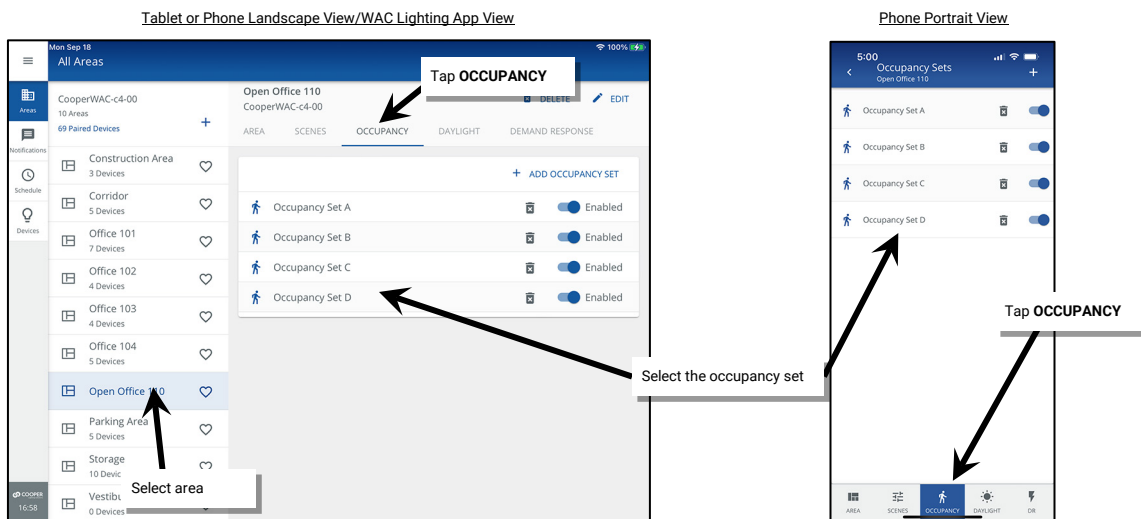 Tablet or Phone Landscape View/WAC Lighting App View
Mon Sep 18
100%
All Areas
Areas
Notifications
Schedule
Devices
COOPER
16:58
CooperWAC-c4-00
10 Areas
69 Paired Devices
+
Construction Area
3 Devices
Corridor
5 Devices
Office 101
7 Devices
Office 102
4 Devices
Office 103
4 Devices
Office 104
5 Devices
Open Office 110
Parking Area
5 Devices
Storage
10 Devic
Vestibu
0 Devices
Select area
Open Office 110
CooperWAC-c4-00
DELETE
EDIT
Tap OCCUPANCY
AREA SCENES OCCUPANCY DAYLIGHT DEMAND RESPONSE
+ ADD OCCUPANCY SET
Occupancy Set A Enabled
Occupancy Set B Enabled
Occupancy Set C Enabled
Occupancy Set D Enabled
Select the occupancy set
Phone Portrait View
5:00
Occupancy Sets
Open Office 110
+
Occupancy Set A
Occupancy Set B
Occupancy Set C
Occupancy Set D
Tap OCCUPANCY
AREA SCENES OCCUPANCY DAYLIGHT DR